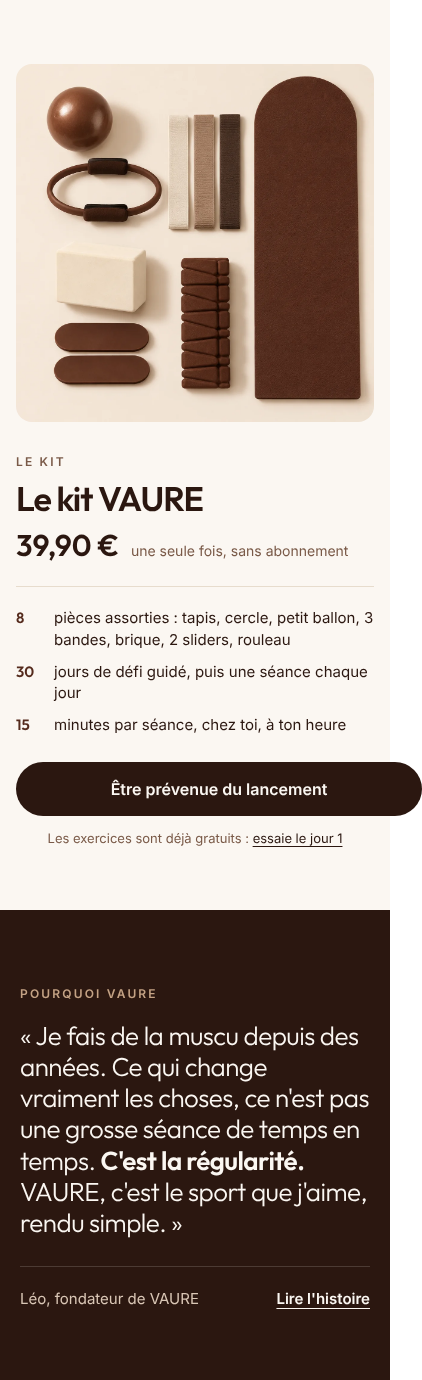 LE KIT
Le kit VAURE
39,90 € une seule fois, sans abonnement
8 pièces assorties : tapis, cercle, petit ballon, 3
bandes, brique, 2 sliders, rouleau
30 jours de défi guidé, puis une séance chaque
jour
15 minutes par séance, chez toi, à ton heure
Être prévenue du lancement
Les exercices sont déjà gratuits : essaie le jour 1
POURQUOI VAURE
« Je fais de la muscu depuis des
années. Ce qui change
vraiment les choses, ce n'est pas
une grosse séance de temps en
temps. C'est la régularité.
VAURE, c'est le sport que j'aime,
rendu simple. »
Léo, fondateur de VAURE Lire l'histoire